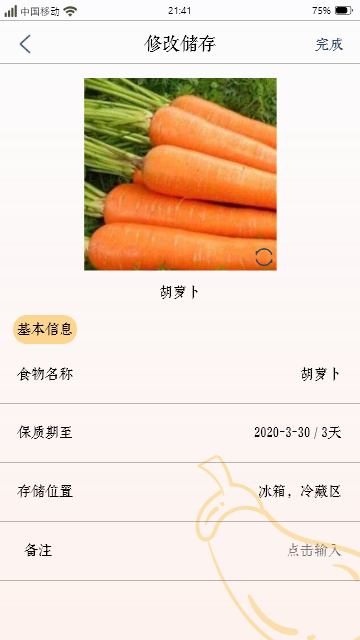 中国移动 21:41 75%
修改储存 完成
胡萝卜
基本信息
食物名称 胡萝卜
保质期至 2020-3-30 / 3天
存储位置 冰箱，冷藏区
备注 点击输入